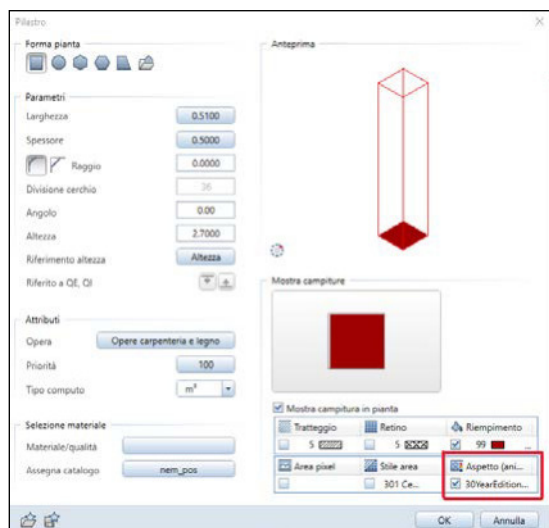 Pilastro
Forma pianta
Parametri
Larghezza 0.5100
Spessore 0.5000
Raggio 0.0000
Divisione cerchio 36
Angolo 0.00
Altezza 2.7000
Riferimento altezza Altezza
Riferito a QE, QI
Attributi
Opera Opere carpenteria e legno
Priorità 100
Tipo computo m³
Selezione materiale
Materiale/qualità
Assegna catalogo nem_pos
Anteprima
Mostra campiture
Mostra campitura in pianta
Tratteggio Retino Riempimento
5 5 99 ...
Area pixel Stile area Aspetto (ani...
301 Ce... 30YearEdition...
OK Annulla